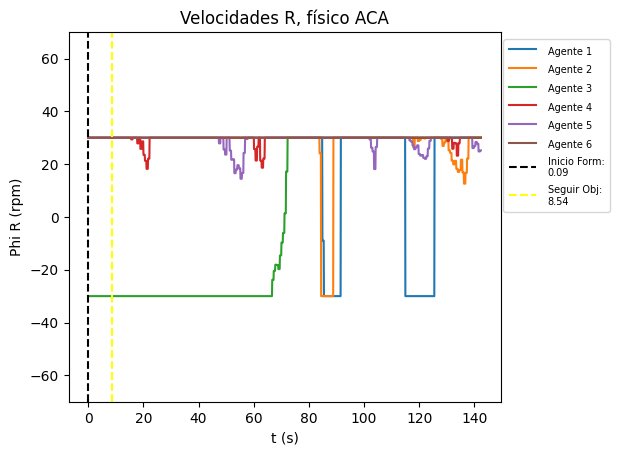 Velocidades R, físico ACA
Phi R (rpm)
60
40
20
0
−20
−40
−60
0
20
40
60
80
100
120
140
t (s)
Agente 1
Agente 2
Agente 3
Agente 4
Agente 5
Agente 6
Inicio Form:
0.09
Seguir Obj:
8.54